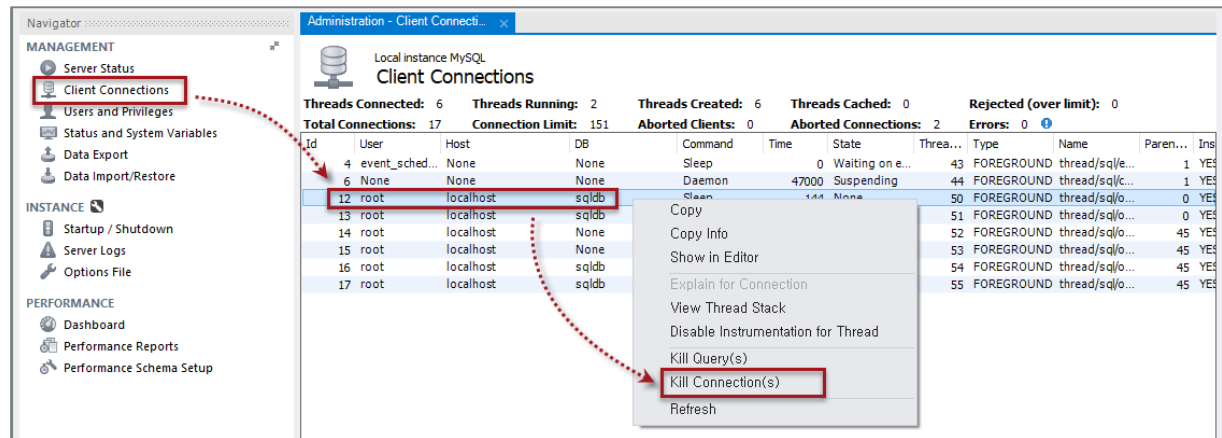 Navigator
MANAGEMENT
Server Status
Client Connections
Users and Privileges
Status and System Variables
Data Export
Data Import/Restore
INSTANCE
Startup / Shutdown
Server Logs
Options File
PERFORMANCE
Dashboard
Performance Reports
Performance Schema Setup
Administration - Client Connecti...
Local instance MySQL
Client Connections
Threads Connected: 6 Threads Running: 2 Threads Created: 6 Threads Cached: 0 Rejected (over limit): 0
Total Connections: 17 Connection Limit: 151 Aborted Clients: 0 Aborted Connections: 2 Errors: 0
Id User Host DB Command Time State Threa... Type Name Paren... Ins
4 event_sched... None None Sleep 0 Waiting on e... 43 FOREGROUND thread/sql/e... 1 YES
6 None None None Daemon 47000 Suspending 44 FOREGROUND thread/sql/c... 1 YES
12 root localhost sqldb Sleep 144 None 50 FOREGROUND thread/sql/o... 0 YES
13 root localhost sqldb 51 FOREGROUND thread/sql/o... 0 YES
14 root localhost None 52 FOREGROUND thread/sql/o... 45 YES
15 root localhost None 53 FOREGROUND thread/sql/o... 45 YES
16 root localhost sqldb 54 FOREGROUND thread/sql/o... 45 YES
17 root localhost sqldb 55 FOREGROUND thread/sql/o... 45 YES
Copy
Copy Info
Show in Editor
Explain for Connection
View Thread Stack
Disable Instrumentation for Thread
Kill Query(s)
Kill Connection(s)
Refresh